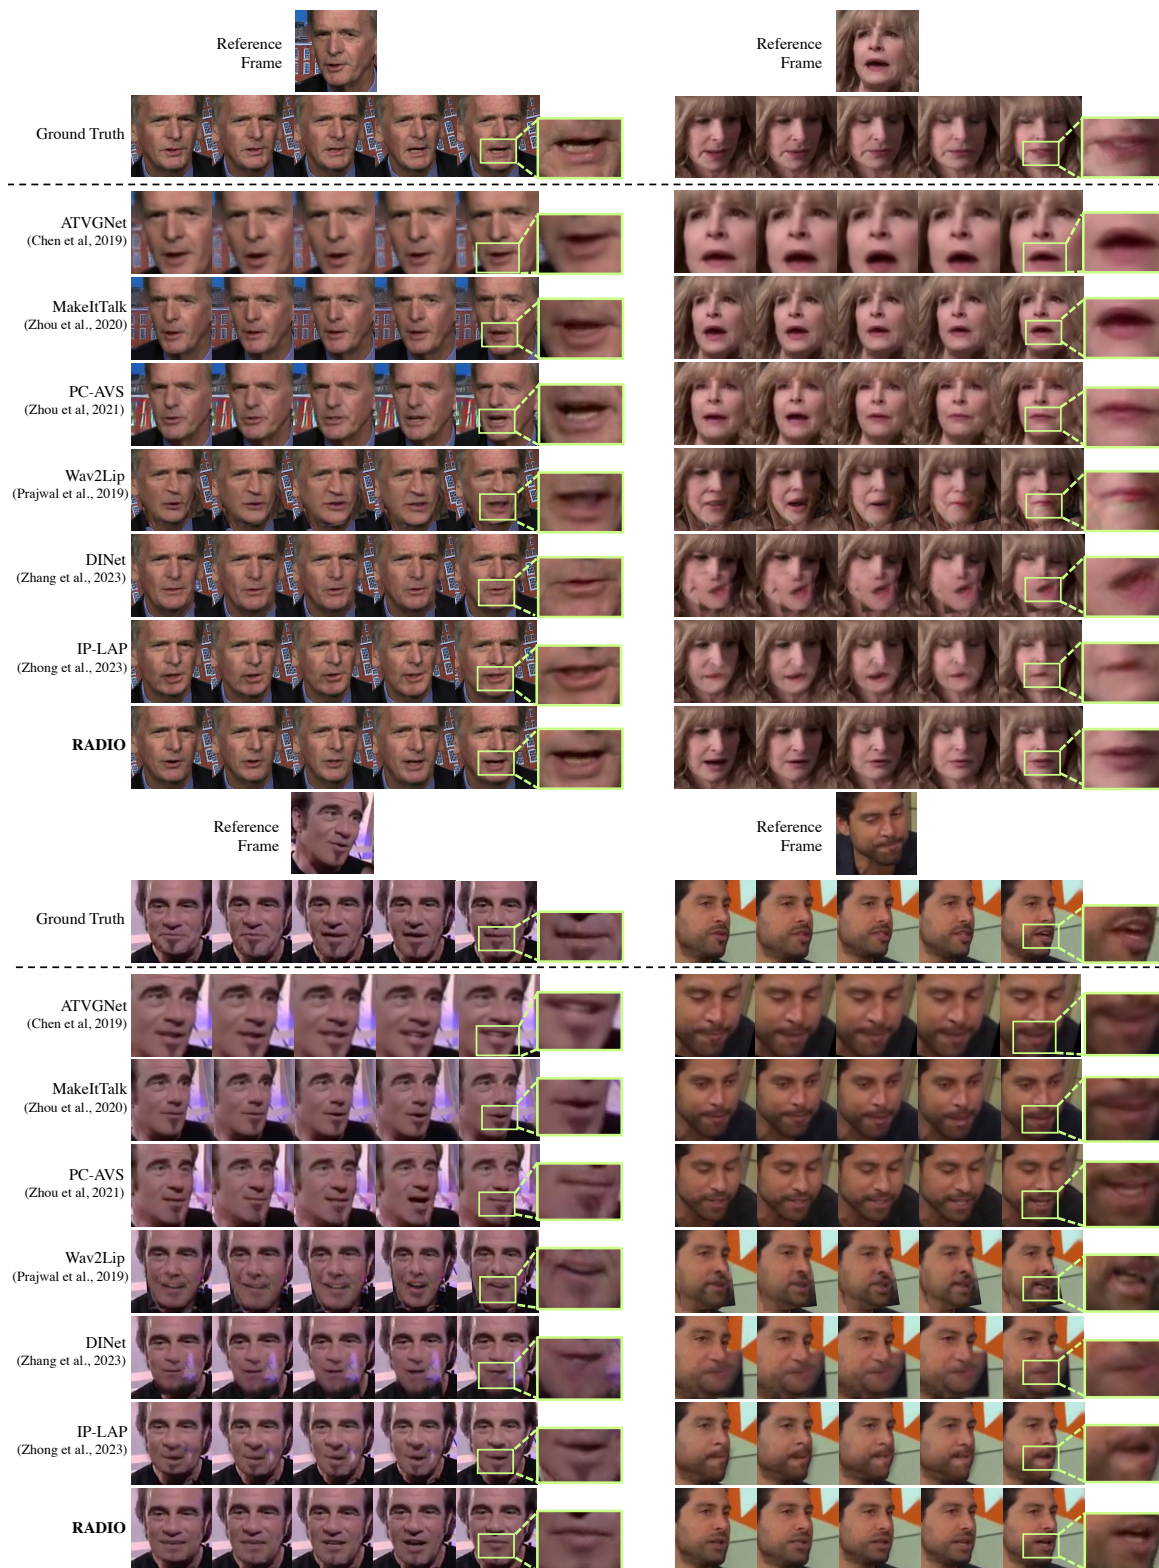 Reference
Frame
Reference
Frame
Ground Truth
ATVGNet
(Chen et al, 2019)
MakeItTalk
(Zhou et al., 2020)
PC-AVS
(Zhou et al, 2021)
Wav2Lip
(Prajwal et al., 2019)
DINet
(Zhang et al., 2023)
IP-LAP
(Zhong et al., 2023)
RADIO
Reference
Frame
Reference
Frame
Ground Truth
ATVGNet
(Chen et al, 2019)
MakeItTalk
(Zhou et al., 2020)
PC-AVS
(Zhou et al, 2021)
Wav2Lip
(Prajwal et al., 2019)
DINet
(Zhang et al., 2023)
IP-LAP
(Zhong et al., 2023)
RADIO